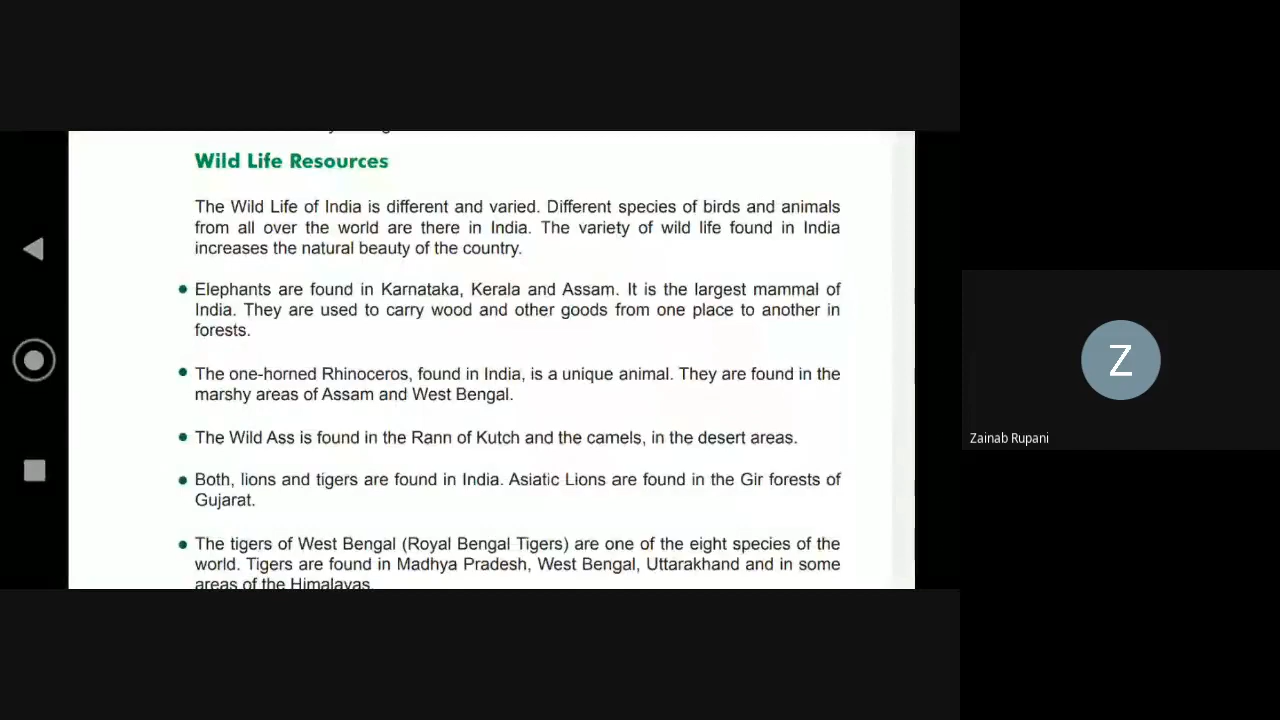 Wild Life Resources
The Wild Life of India is different and varied. Different species of birds and animals
from all over the world are there in India. The variety of wild life found in India
increases the natural beauty of the country.
Elephants are found in Karnataka, Kerala and Assam. It is the largest mammal of
India. They are used to carry wood and other goods from one place to another in
forests.
The one-horned Rhinoceros, found in India, is a unique animal. They are found in the
marshy areas of Assam and West Bengal.
The Wild Ass is found in the Rann of Kutch and the camels, in the desert areas.
Both, lions and tigers are found in India. Asiatic Lions are found in the Gir forests of
Gujarat.
The tigers of West Bengal (Royal Bengal Tigers) are one of the eight species of the
world. Tigers are found in Madhya Pradesh, West Bengal, Uttarakhand and in some
areas of the Himalayas.
Z
Zainab Rupani